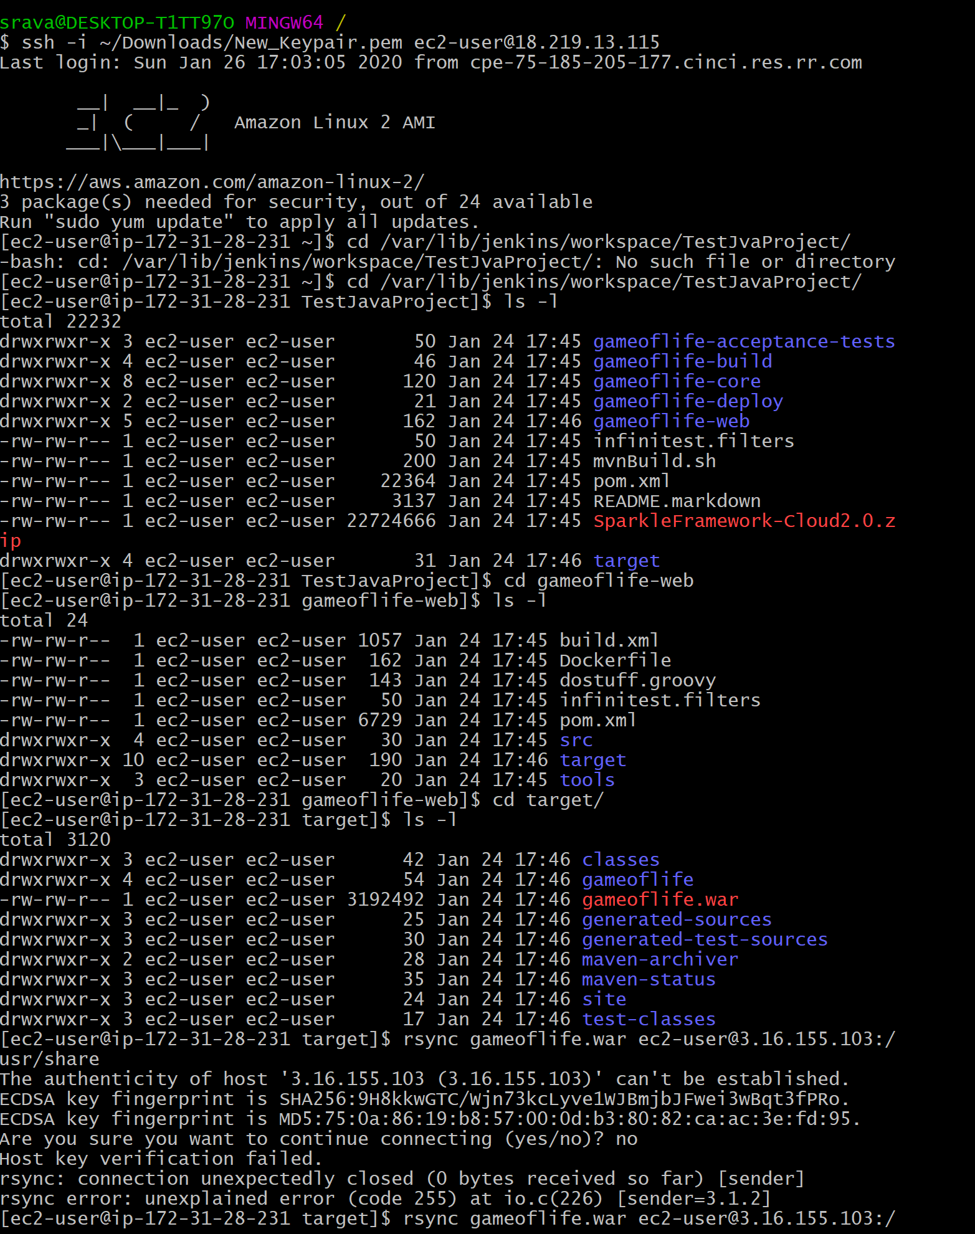 srava@DESKTOP-T1TT97O MINGW64 /
$ ssh -i ~/Downloads/New_Keypair.pem ec2-user@18.219.13.115
Last login: Sun Jan 26 17:03:05 2020 from cpe-75-185-205-177.cinci.res.rr.com
       __|  __|_  )
       _|  (     /   Amazon Linux 2 AMI
      ___|\___|___|
https://aws.amazon.com/amazon-linux-2/
3 package(s) needed for security, out of 24 available
Run "sudo yum update" to apply all updates.
[ec2-user@ip-172-31-28-231 ~]$ cd /var/lib/jenkins/workspace/TestJvaProject/
-bash: cd: /var/lib/jenkins/workspace/TestJvaProject/: No such file or directory
[ec2-user@ip-172-31-28-231 ~]$ cd /var/lib/jenkins/workspace/TestJavaProject/
[ec2-user@ip-172-31-28-231 TestJavaProject]$ ls -l
total 22232
drwxrwxr-x 3 ec2-user ec2-user       50 Jan 24 17:45 gameoflife-acceptance-tests
drwxrwxr-x 4 ec2-user ec2-user       46 Jan 24 17:45 gameoflife-build
drwxrwxr-x 8 ec2-user ec2-user      120 Jan 24 17:45 gameoflife-core
drwxrwxr-x 2 ec2-user ec2-user       21 Jan 24 17:45 gameoflife-deploy
drwxrwxr-x 5 ec2-user ec2-user      162 Jan 24 17:46 gameoflife-web
-rw-rw-r-- 1 ec2-user ec2-user       50 Jan 24 17:45 infinitest.filters
-rw-rw-r-- 1 ec2-user ec2-user      200 Jan 24 17:45 mvnBuild.sh
-rw-rw-r-- 1 ec2-user ec2-user    22364 Jan 24 17:45 pom.xml
-rw-rw-r-- 1 ec2-user ec2-user     3137 Jan 24 17:45 README.markdown
-rw-rw-r-- 1 ec2-user ec2-user 22724666 Jan 24 17:45 SparkleFramework-Cloud2.0.z
ip
drwxrwxr-x 4 ec2-user ec2-user       31 Jan 24 17:46 target
[ec2-user@ip-172-31-28-231 TestJavaProject]$ cd gameoflife-web
[ec2-user@ip-172-31-28-231 gameoflife-web]$ ls -l
total 24
-rw-rw-r--  1 ec2-user ec2-user 1057 Jan 24 17:45 build.xml
-rw-rw-r--  1 ec2-user ec2-user  162 Jan 24 17:45 Dockerfile
-rw-rw-r--  1 ec2-user ec2-user  143 Jan 24 17:45 dostuff.groovy
-rw-rw-r--  1 ec2-user ec2-user   50 Jan 24 17:45 infinitest.filters
-rw-rw-r--  1 ec2-user ec2-user 6729 Jan 24 17:45 pom.xml
drwxrwxr-x  4 ec2-user ec2-user   30 Jan 24 17:45 src
drwxrwxr-x 10 ec2-user ec2-user  190 Jan 24 17:46 target
drwxrwxr-x  3 ec2-user ec2-user   20 Jan 24 17:45 tools
[ec2-user@ip-172-31-28-231 gameoflife-web]$ cd target/
[ec2-user@ip-172-31-28-231 target]$ ls -l
total 3120
drwxrwxr-x 3 ec2-user ec2-user      42 Jan 24 17:46 classes
drwxrwxr-x 4 ec2-user ec2-user      54 Jan 24 17:46 gameoflife
-rw-rw-r-- 1 ec2-user ec2-user 3192492 Jan 24 17:46 gameoflife.war
drwxrwxr-x 3 ec2-user ec2-user      25 Jan 24 17:46 generated-sources
drwxrwxr-x 3 ec2-user ec2-user      30 Jan 24 17:46 generated-test-sources
drwxrwxr-x 2 ec2-user ec2-user      28 Jan 24 17:46 maven-archiver
drwxrwxr-x 3 ec2-user ec2-user      35 Jan 24 17:46 maven-status
drwxrwxr-x 3 ec2-user ec2-user      24 Jan 24 17:46 site
drwxrwxr-x 3 ec2-user ec2-user      17 Jan 24 17:46 test-classes
[ec2-user@ip-172-31-28-231 target]$ rsync gameoflife.war ec2-user@3.16.155.103:/
usr/share
The authenticity of host '3.16.155.103 (3.16.155.103)' can't be established.
ECDSA key fingerprint is SHA256:9H8kkwGTC/Wjn73kcLyve1WJBmjbJFwei3wBqt3fPRo.
ECDSA key fingerprint is MD5:75:0a:86:19:b8:57:00:0d:b3:80:82:ca:ac:3e:fd:95.
Are you sure you want to continue connecting (yes/no)? no
Host key verification failed.
rsync: connection unexpectedly closed (0 bytes received so far) [sender]
rsync error: unexplained error (code 255) at io.c(226) [sender=3.1.2]
[ec2-user@ip-172-31-28-231 target]$ rsync gameoflife.war ec2-user@3.16.155.103:/